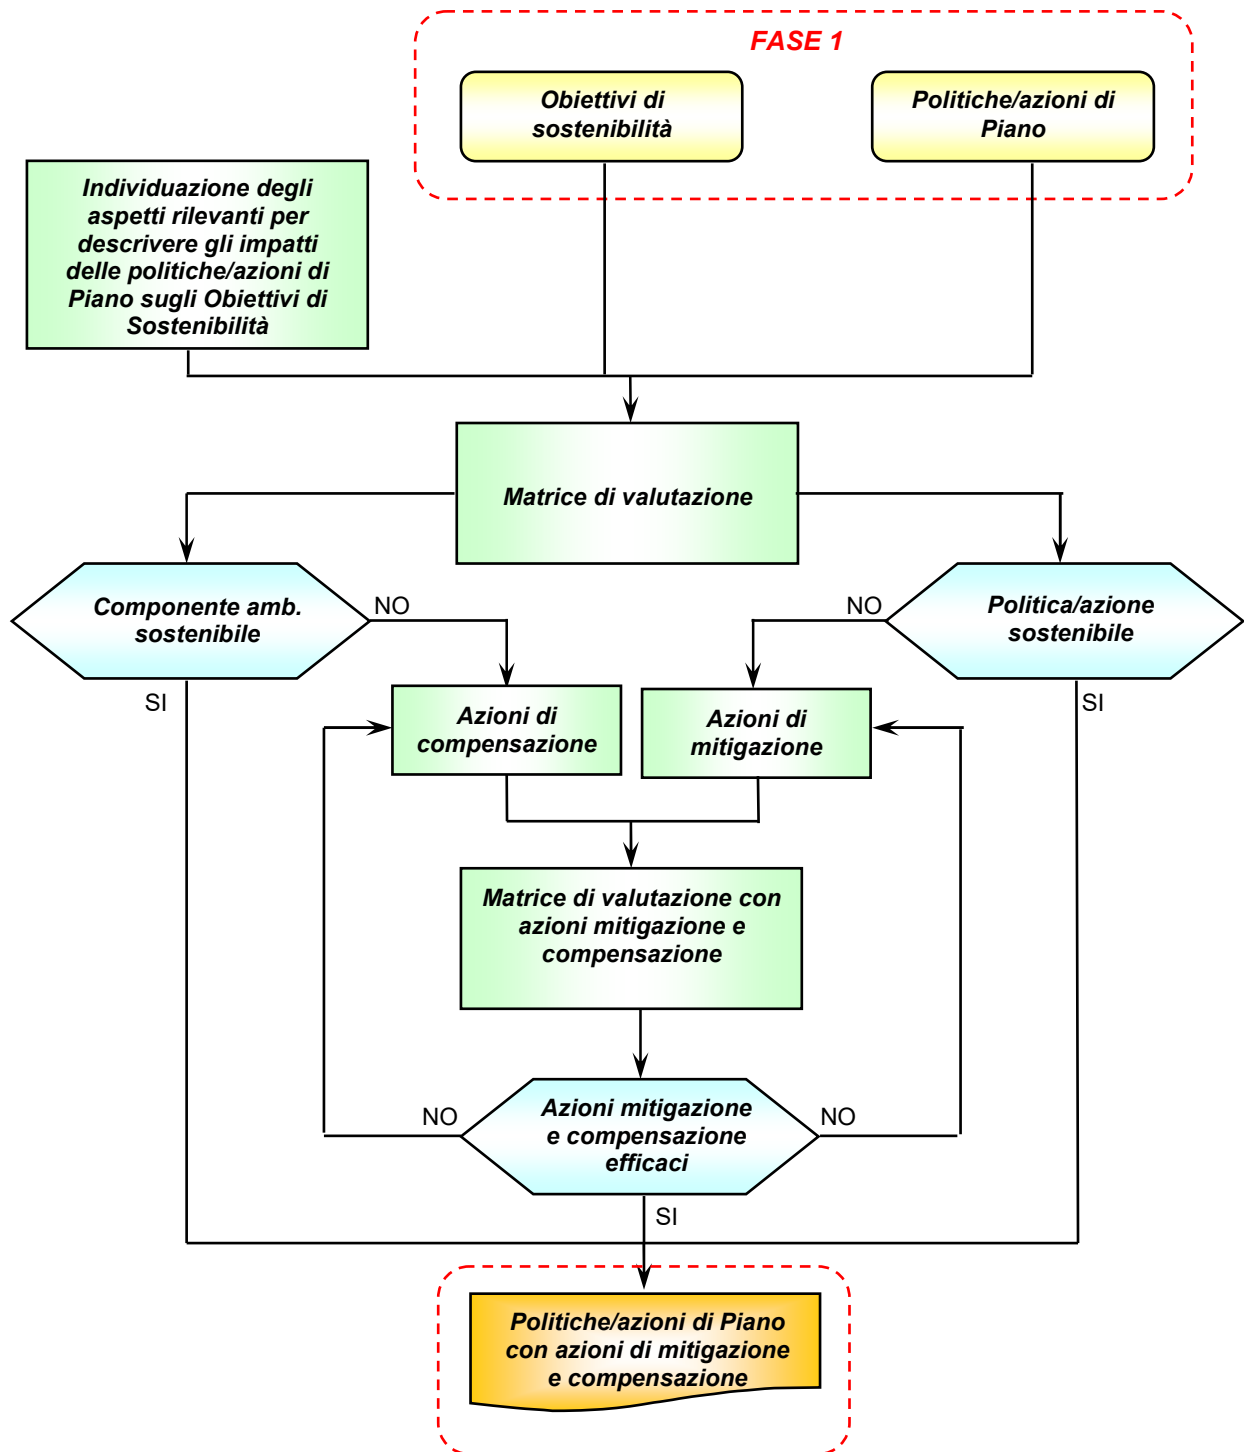 FASE 1
Obiettivi di
sostenibilità
Politiche/azioni di
Piano
Individuazione degli
aspetti rilevanti per
descrivere gli impatti
delle politiche/azioni di
Piano sugli Obiettivi di
Sostenibilità
Matrice di valutazione
Componente amb.
sostenibile
NO
NO
Politica/azione
sostenibile
SI
SI
Azioni di
compensazione
Azioni di
mitigazione
Matrice di valutazione con
azioni mitigazione e
compensazione
NO
Azioni mitigazione
e compensazione
efficaci
NO
SI
Politiche/azioni di Piano
con azioni di mitigazione
e compensazione